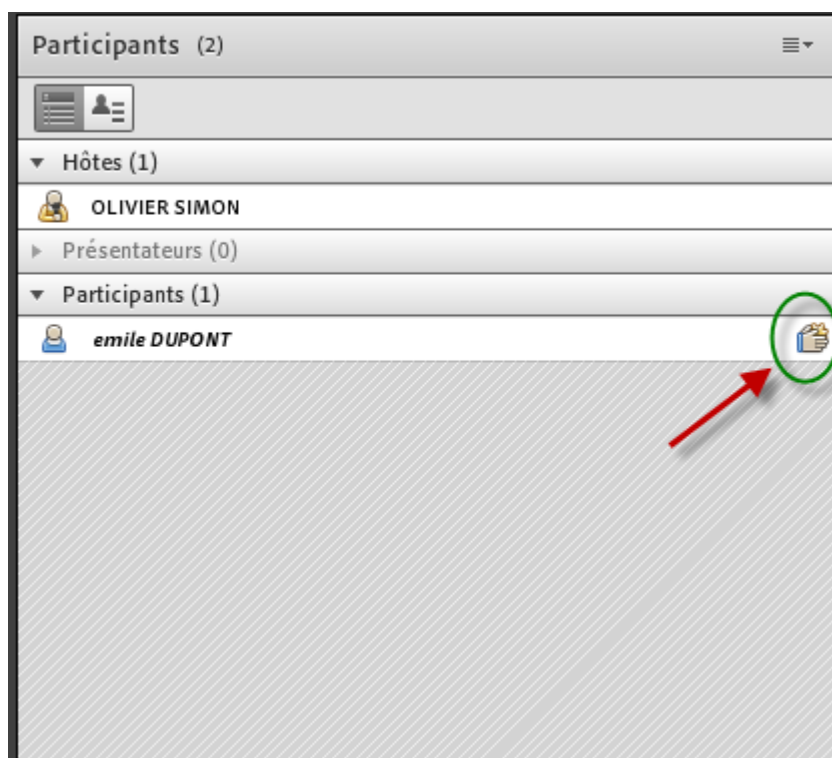 Participants (2)
Hôtes (1)
OLIVIER SIMON
Présentateurs (0)
Participants (1)
emile DUPONT